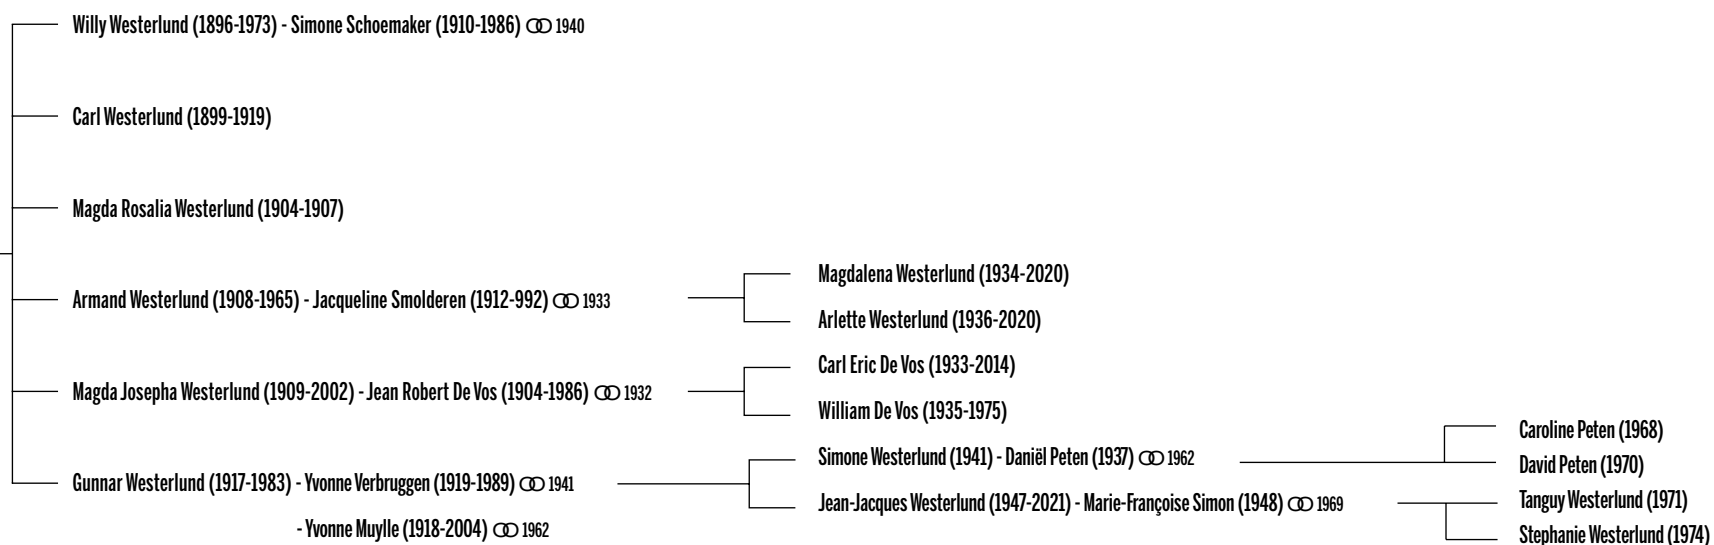 Willy Westerlund (1896-1973) - Simone Schoemaker (1910-1986) ⚭ 1940
Carl Westerlund (1899-1919)
Magda Rosalia Westerlund (1904-1907)
Armand Westerlund (1908-1965) - Jacqueline Smolderen (1912-992) ⚭ 1933
Magdalena Westerlund (1934-2020)
Arlette Westerlund (1936-2020)
Magda Josepha Westerlund (1909-2002) - Jean Robert De Vos (1904-1986) ⚭ 1932
Carl Eric De Vos (1933-2014)
William De Vos (1935-1975)
Gunnar Westerlund (1917-1983) - Yvonne Verbruggen (1919-1989) ⚭ 1941
- Yvonne Muylle (1918-2004) ⚭ 1962
Simone Westerlund (1941) - Daniël Peten (1937) ⚭ 1962
Jean-Jacques Westerlund (1947-2021) - Marie-Françoise Simon (1948) ⚭ 1969
Caroline Peten (1968)
David Peten (1970)
Tanguy Westerlund (1971)
Stephanie Westerlund (1974)